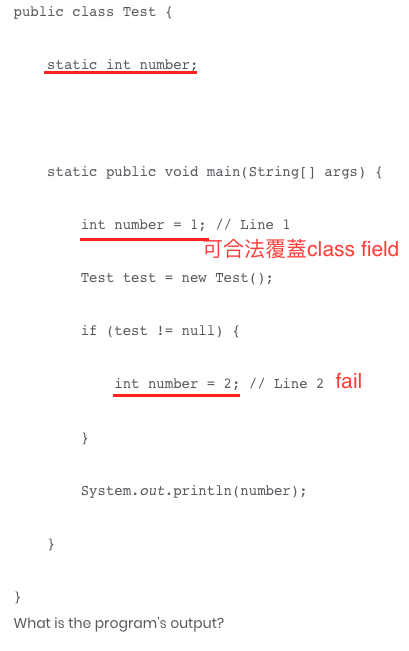 public class Test {
static int number;
static public void main(String[] args) {
int number = 1; // Line 1
可合法覆蓋class field
Test test = new Test();
if (test != null) {
int number = 2; // Line 2 fail
}
System.out.println(number);
}
}
What is the program's output?